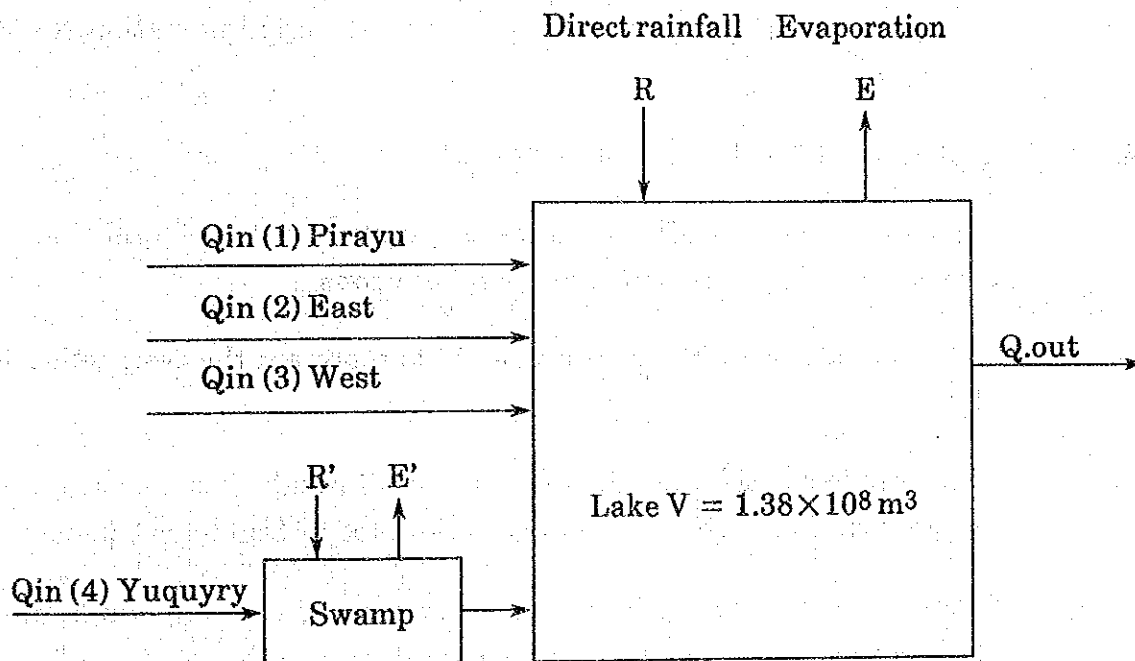 Direct rainfall Evaporation
R E
Qin (1) Pirayu
Qin (2) East
Q.out
Qin (3) West
R' E'
Lake V = 1.38×10⁸ m³
Qin (4) Yuquyry
Swamp